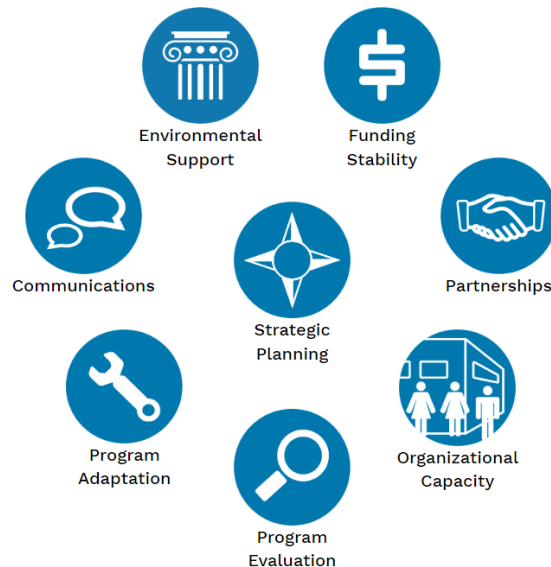 Environmental
Support
Funding
Stability
Communications
Partnerships
Strategic
Planning
Program
Adaptation
Organizational
Capacity
Program
Evaluation